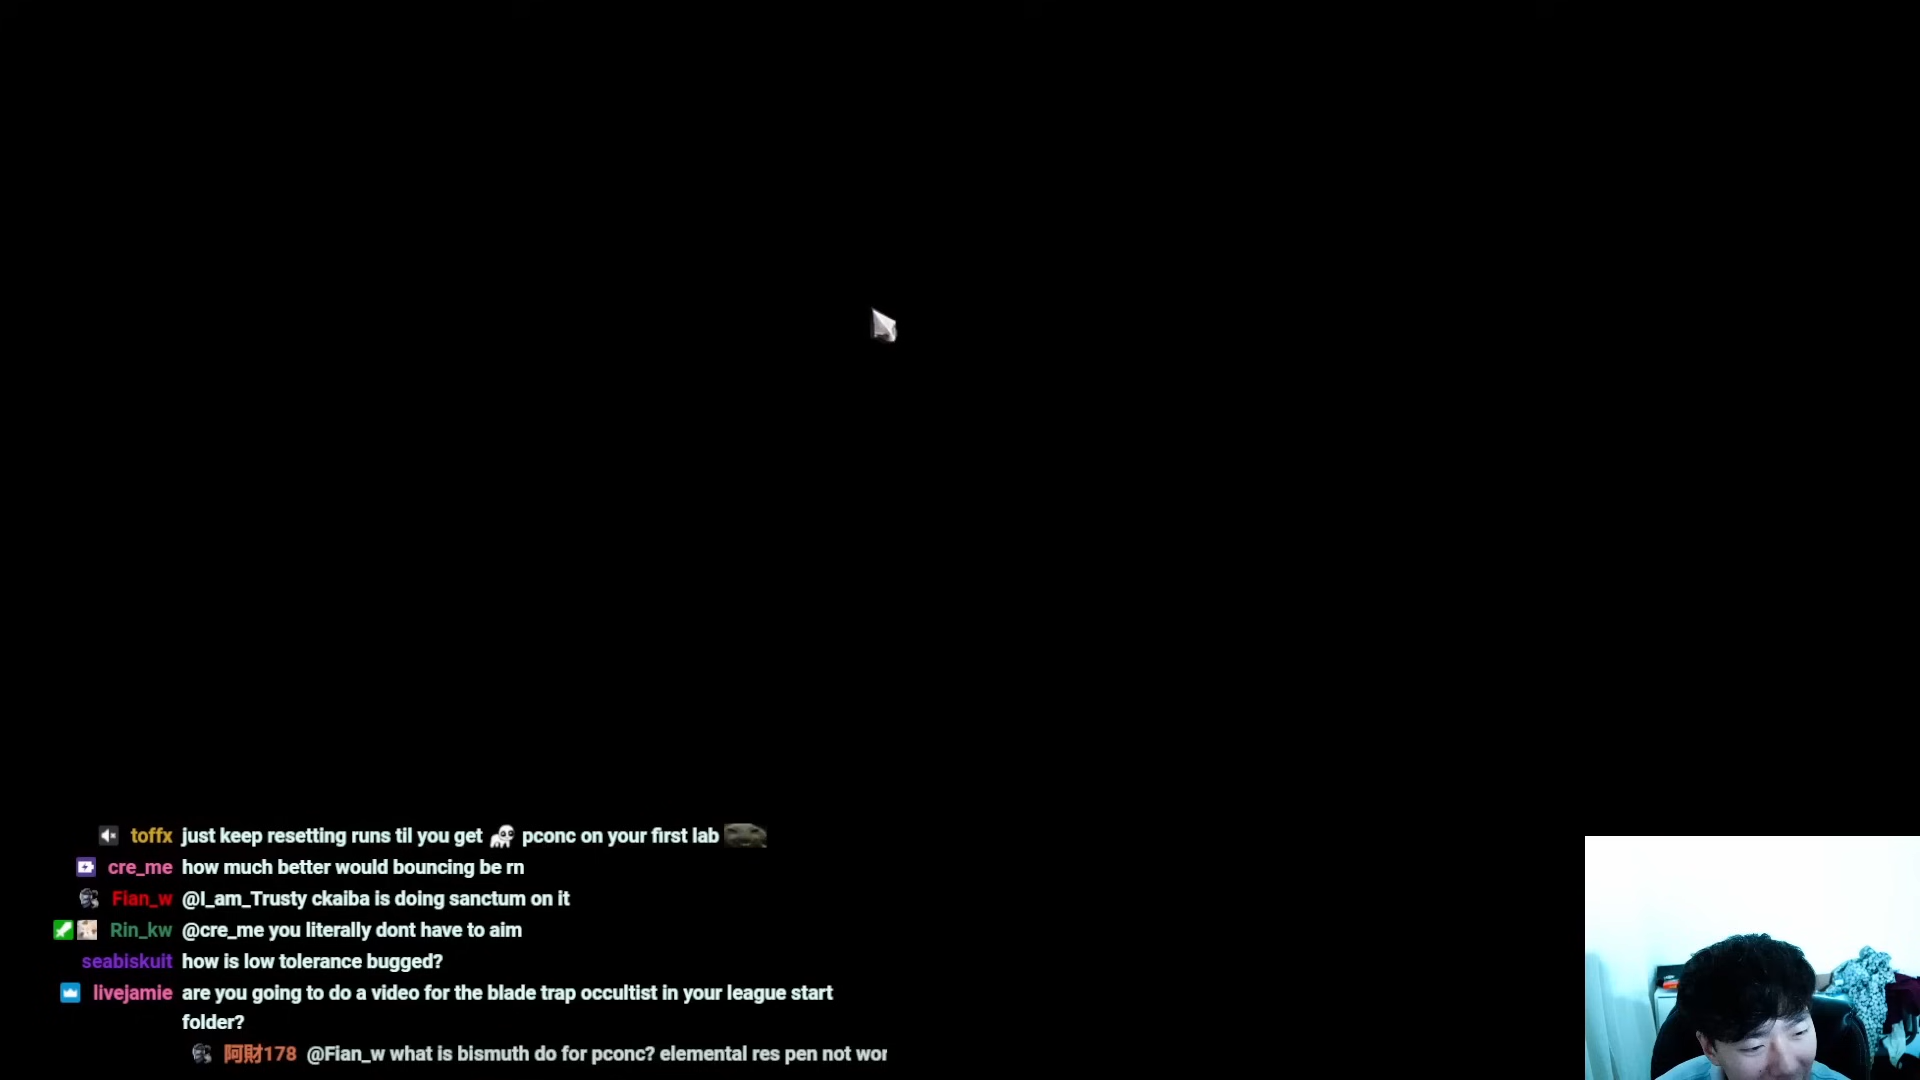 toffx just keep resetting runs til you get pconc on your first lab
cre_me how much better would bouncing be rn
Fian_w @I_am_Trusty ckaiba is doing sanctum on it
Rin_kw @cre_me you literally dont have to aim
seabiskuit how is low tolerance bugged?
livejamie are you going to do a video for the blade trap occultist in your league start
folder?
阿財178 @Fian_w what is bismuth do for pconc? elemental res pen not wor